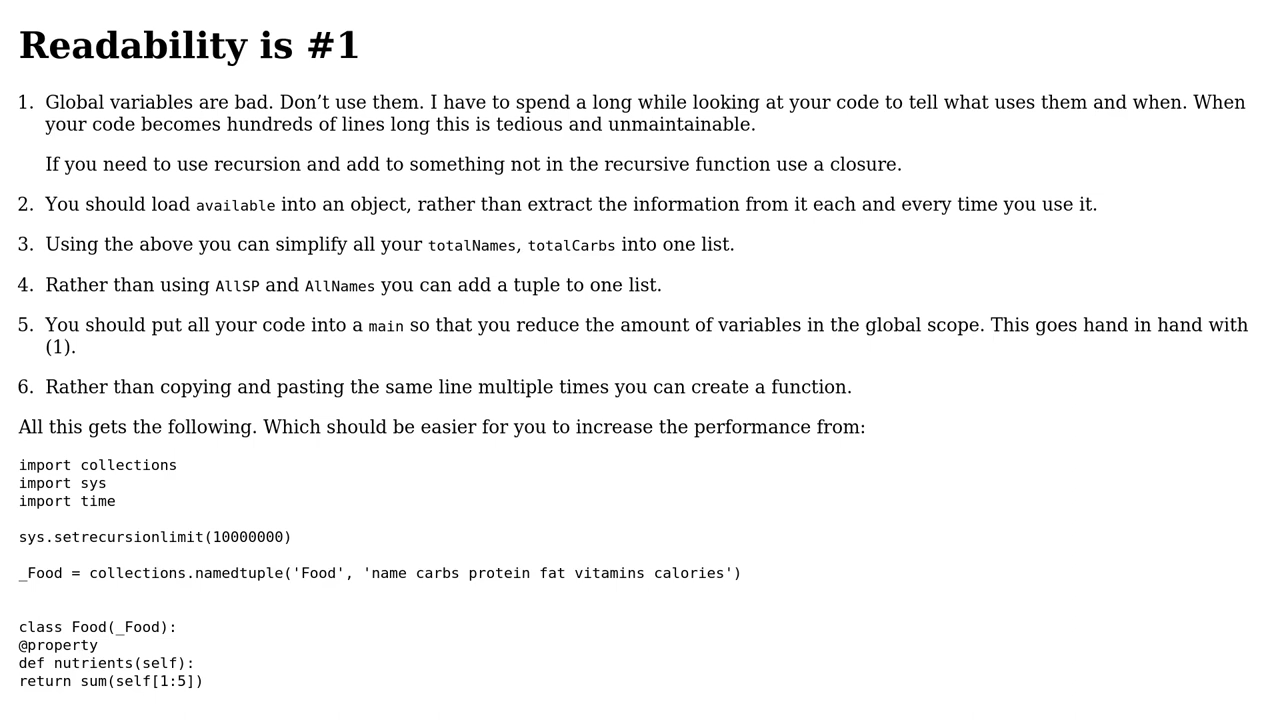 Readability is #1
1. Global variables are bad. Don’t use them. I have to spend a long while looking at your code to tell what uses them and when. When
your code becomes hundreds of lines long this is tedious and unmaintainable.
If you need to use recursion and add to something not in the recursive function use a closure.
2. You should load available into an object, rather than extract the information from it each and every time you use it.
3. Using the above you can simplify all your totalNames, totalCarbs into one list.
4. Rather than using AllSP and AllNames you can add a tuple to one list.
5. You should put all your code into a main so that you reduce the amount of variables in the global scope. This goes hand in hand with
(1).
6. Rather than copying and pasting the same line multiple times you can create a function.
All this gets the following. Which should be easier for you to increase the performance from:
import collections
import sys
import time
sys.setrecursionlimit(10000000)
_Food = collections.namedtuple('Food', 'name carbs protein fat vitamins calories')
class Food(_Food):
@property
def nutrients(self):
return sum(self[1:5])